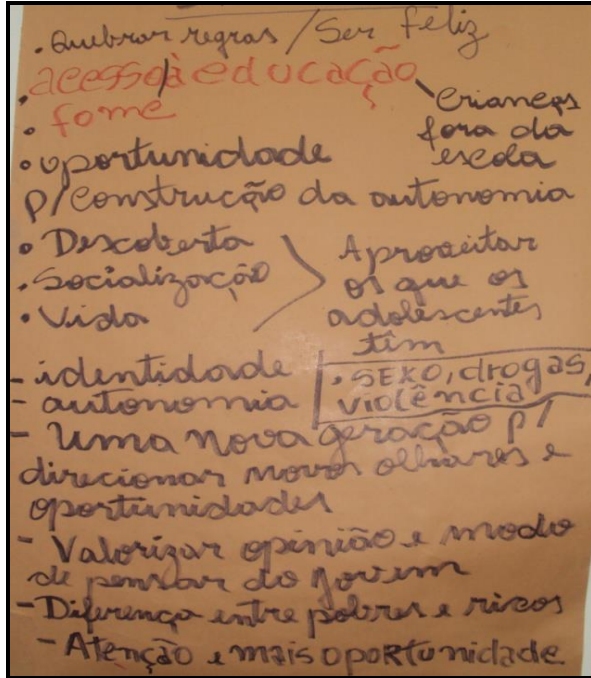 . Quebrar regras / Ser feliz
. acesso à educação
. fome
Crianças
fora da
escola
. oportunidade
p/ construção da autonomia
. Descoberta
. Socialização
. Vida
Aproveitar
os que os
adolescentes
têm
- identidade
- autonomia
. SEXO, drogas,
violência
- Uma nova geração p/
direcionar novos olhares e
oportunidades
- Valorizar opinião e modo
de pensar do jovem
- Diferença entre pobres e ricos
- Atenção e mais oportunidade